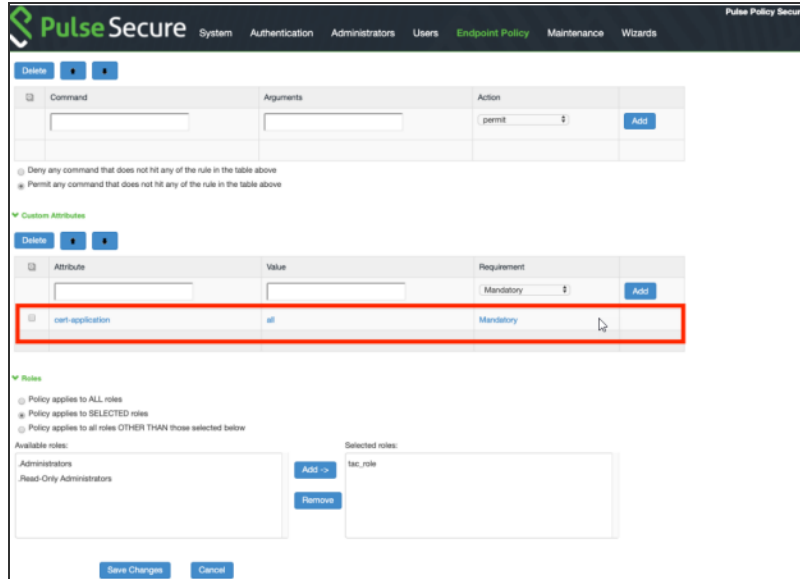 Pulse Policy Secur
Pulse Secure System Authentication Administrators Users Endpoint Policy Maintenance Wizards
Delete
Command Arguments Action
permit Add
Deny any command that does not hit any of the rule in the table above
Permit any command that does not hit any of the rule in the table above
Custom Attributes
Delete
Attribute Value Requirement
Mandatory Add
cert-application all Mandatory
Roles
Policy applies to ALL roles
Policy applies to SELECTED roles
Policy applies to all roles OTHER THAN those selected below
Available roles: Selected roles:
.Administrators Add -> tac_role
.Read-Only Administrators
Remove
Save Changes Cancel